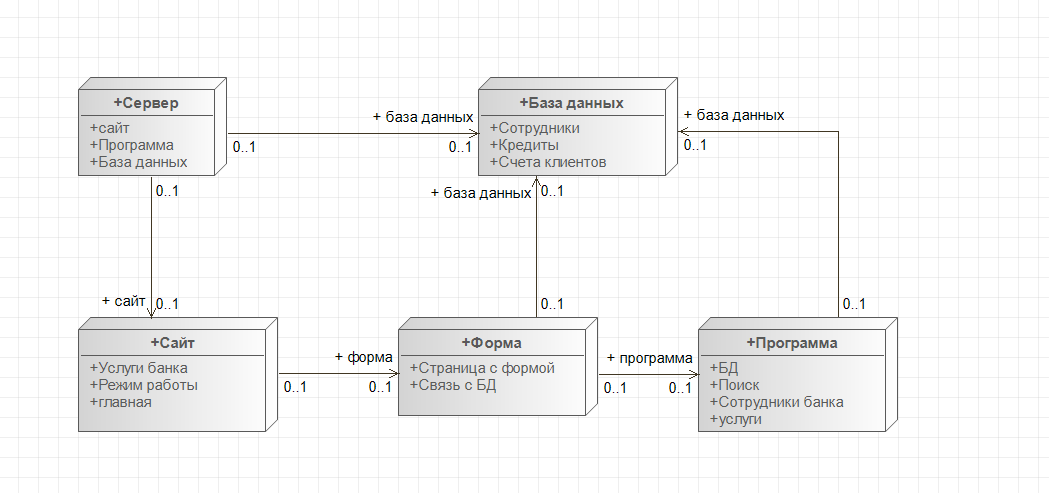 +Сервер
+сайт
+Программа
+База данных
+ база данных
0..1
0..1
+База данных
+Сотрудники
+Кредиты
+Счета клиентов
+ база данных
0..1
0..1
+ база данных
0..1
+ сайт
0..1
0..1
0..1
+Сайт
+Услуги банка
+Режим работы
+главная
+ форма
0..1
0..1
+Форма
+Страница с формой
+Связь с БД
+ программа
0..1
0..1
+Программа
+БД
+Поиск
+Сотрудники банка
+услуги